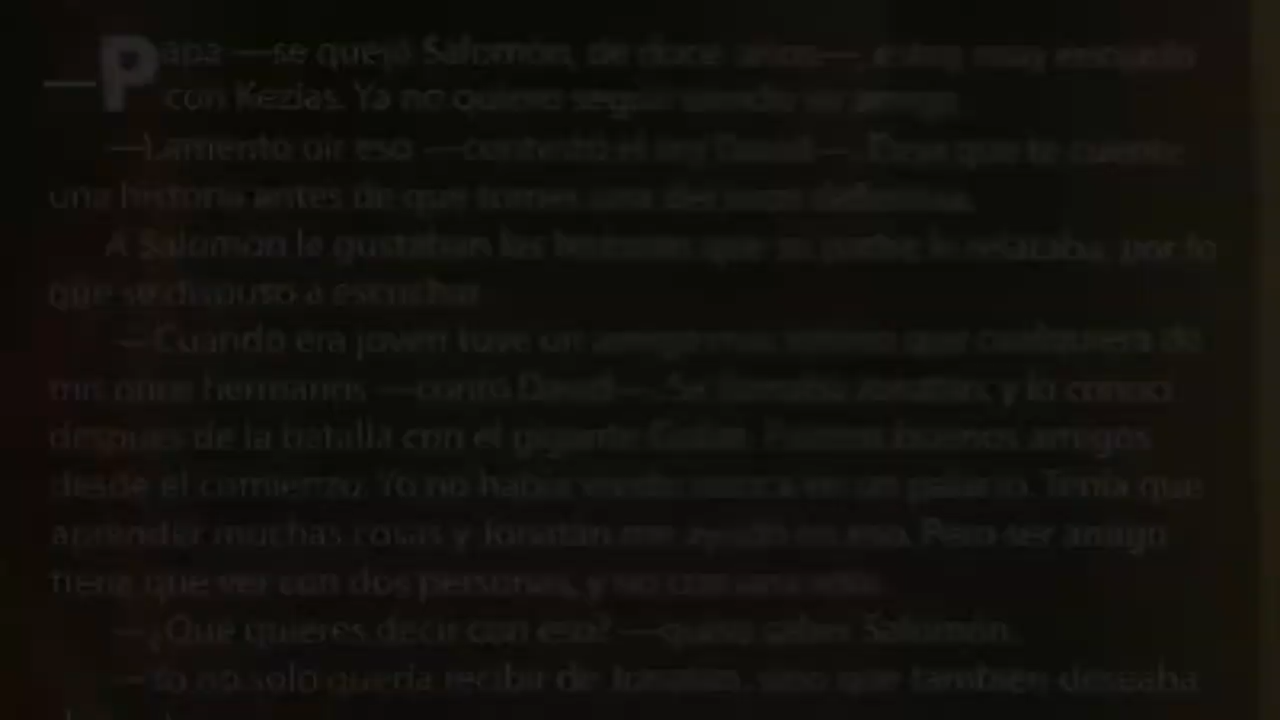 —Papá —se quejó Salomón, de doce años—, estoy muy
con Kezías. Ya no quiero seguir siendo su amigo.
—Lamento oír eso —contestó el rey David—. Deja que te cuente
una historia antes de que tomes una decisión definitiva.
A Salomón le gustaban las historias que su padre le relataba, por lo
que se dispuso a escuchar.
—Cuando era joven tuve un amigo más que cualquiera de
mis once hermanos —contó David—. Se llamaba Jonatán, y lo conocí
después de la batalla con el gigante Goliat. Fuimos buenos amigos
desde el comienzo. Yo no había vivido nunca en un palacio. Tenía que
aprender muchas cosas y Jonatán me ayudó en eso. Pero ser amigo
tiene que ver con dos personas, y no con una sola.
—¿Qué quieres decir con eso? —quiso saber Salomón.
—Yo no solo quería recibir de Jonatán, sino que también deseaba